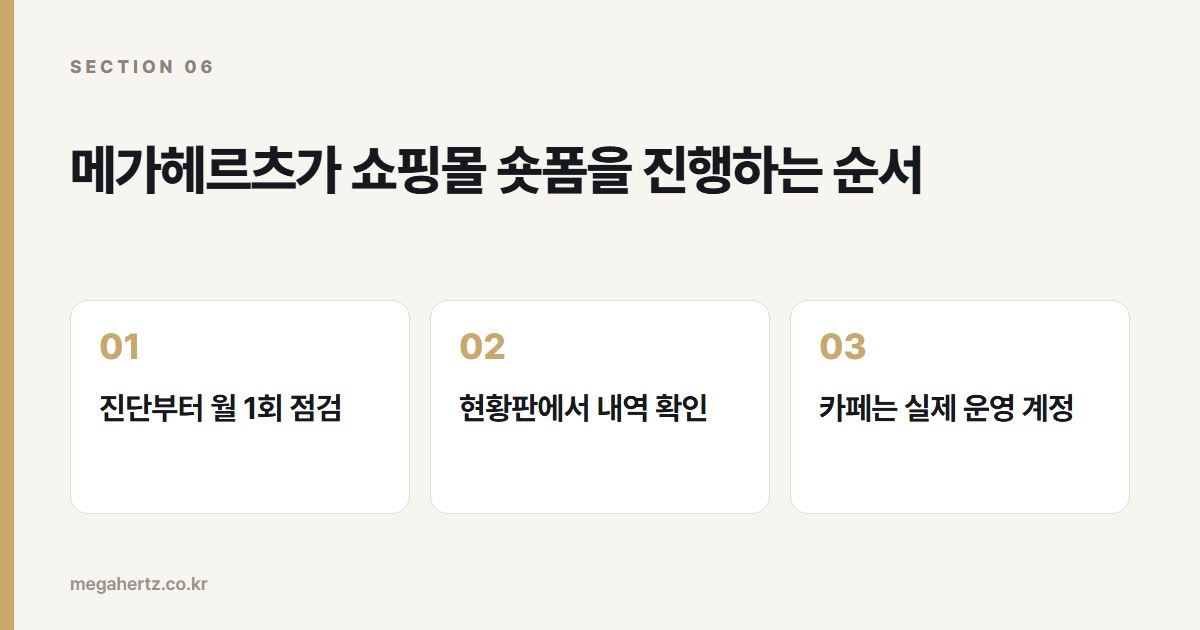 SECTION 06
메가헤르츠가 쇼핑몰 숏폼을 진행하는 순서
01
진단부터 월 1회 점검
02
현황판에서 내역 확인
03
카페는 실제 운영 계정
megahertz.co.kr